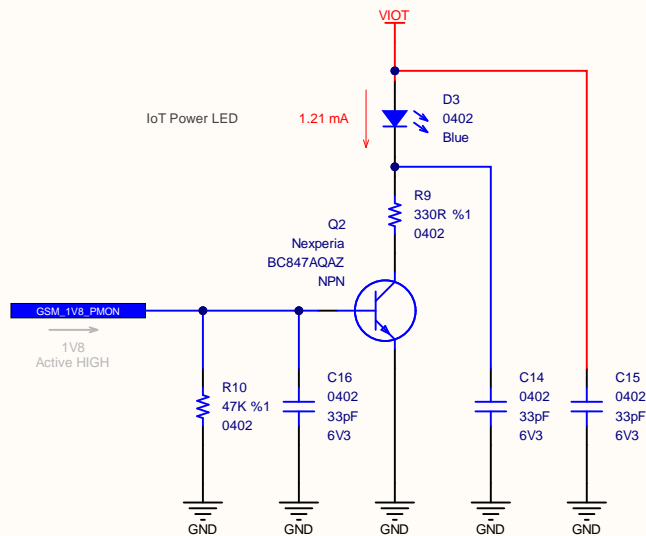 VIOT
IoT Power LED
1.21 mA
D3
0402
Blue
R9
330R %1
0402
Q2
Nexperia
BC847AQAZ
NPN
GSM_1V8_PMON
1V8
Active HIGH
R10
47K %1
0402
C16
0402
33pF
6V3
C14
0402
33pF
6V3
C15
0402
33pF
6V3
GND
GND
GND
GND
GND